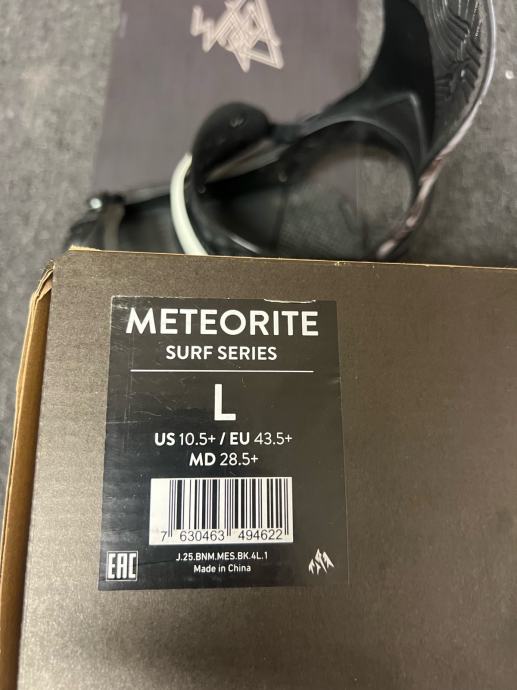 METEORITE
SURF SERIES
L
US 10.5+ / EU 43.5+
MD 28.5+
7 630463 494622
J.25.BNM.MES.BK.4L.1
Made in China
EAC